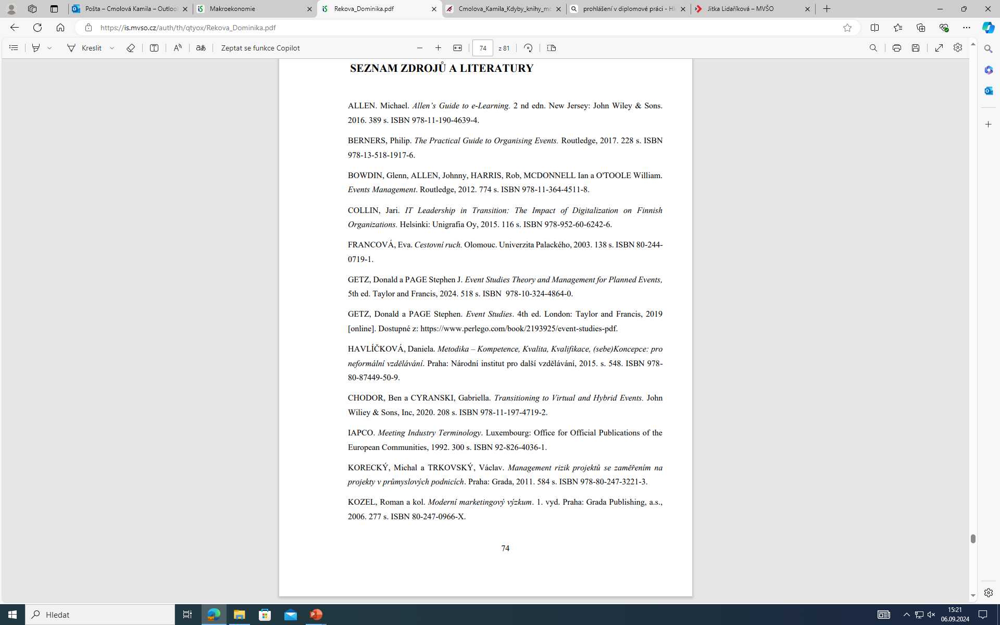 Pošta – Cmolová Kamila – Outloo
Makroekonomie
Rekova_Dominika.pdf
Cmolova_Kamila_Kdyby_knihy_mo
prohlášení v diplomové práci - Hl
Jitka Lidaříková – MVŠO
https://is.mvso.cz/auth/th/qtyox/Rekova_Dominika.pdf
Kreslit
Zeptat se funkce Copilot
74 z 81
SEZNAM ZDROJŮ A LITERATURY
ALLEN. Michael. Allen’s Guide to e-Learning. 2 nd edn. New Jersey: John Wiley & Sons.
2016. 389 s. ISBN 978-11-190-4639-4.
BERNERS, Philip. The Practical Guide to Organising Events. Routledge, 2017. 228 s. ISBN
978-13-518-1917-6.
BOWDIN, Glenn, ALLEN, Johnny, HARRIS, Rob, MCDONNELL Ian a O'TOOLE William.
Events Management. Routledge, 2012. 774 s. ISBN 978-11-364-4511-8.
COLLIN, Jari. IT Leadership in Transition: The Impact of Digitalization on Finnish
Organizations. Helsinki: Unigrafia Oy, 2015. 116 s. ISBN 978-952-60-6242-6.
FRANCOVÁ, Eva. Cestovní ruch. Olomouc. Univerzita Palackého, 2003. 138 s. ISBN 80-244-
0719-1.
GETZ, Donald a PAGE Stephen J. Event Studies Theory and Management for Planned Events,
5th ed. Taylor and Francis, 2024. 518 s. ISBN  978-10-324-4864-0.
GETZ, Donald a PAGE Stephen. Event Studies. 4th ed. London: Taylor and Francis, 2019
[online]. Dostupné z: https://www.perlego.com/book/2193925/event-studies-pdf.
HAVLÍČKOVÁ, Daniela. Metodika – Kompetence, Kvalita, Kvalifikace, (sebe)Koncepce: pro
neformální vzdělávání. Praha: Národní institut pro další vzdělávání, 2015. s. 548. ISBN 978-
80-87449-50-9.
CHODOR, Ben a CYRANSKI, Gabriella. Transitioning to Virtual and Hybrid Events. John
Wiliey & Sons, Inc, 2020. 208 s. ISBN 978-11-197-4719-2.
IAPCO. Meeting Industry Terminology. Luxembourg: Office for Official Publications of the
European Communities, 1992. 300 s. ISBN 92-826-4036-1.
KORECKÝ, Michal a TRKOVSKÝ, Václav. Management rizik projektů se zaměřením na
projekty v průmyslových podnicích. Praha: Grada, 2011. 584 s. ISBN 978-80-247-3221-3.
KOZEL, Roman a kol. Moderní marketingový výzkum. 1. vyd. Praha: Grada Publishing, a.s.,
2006. 277 s. ISBN 80-247-0966-X.
74
Hledat
15:21
06.09.2024